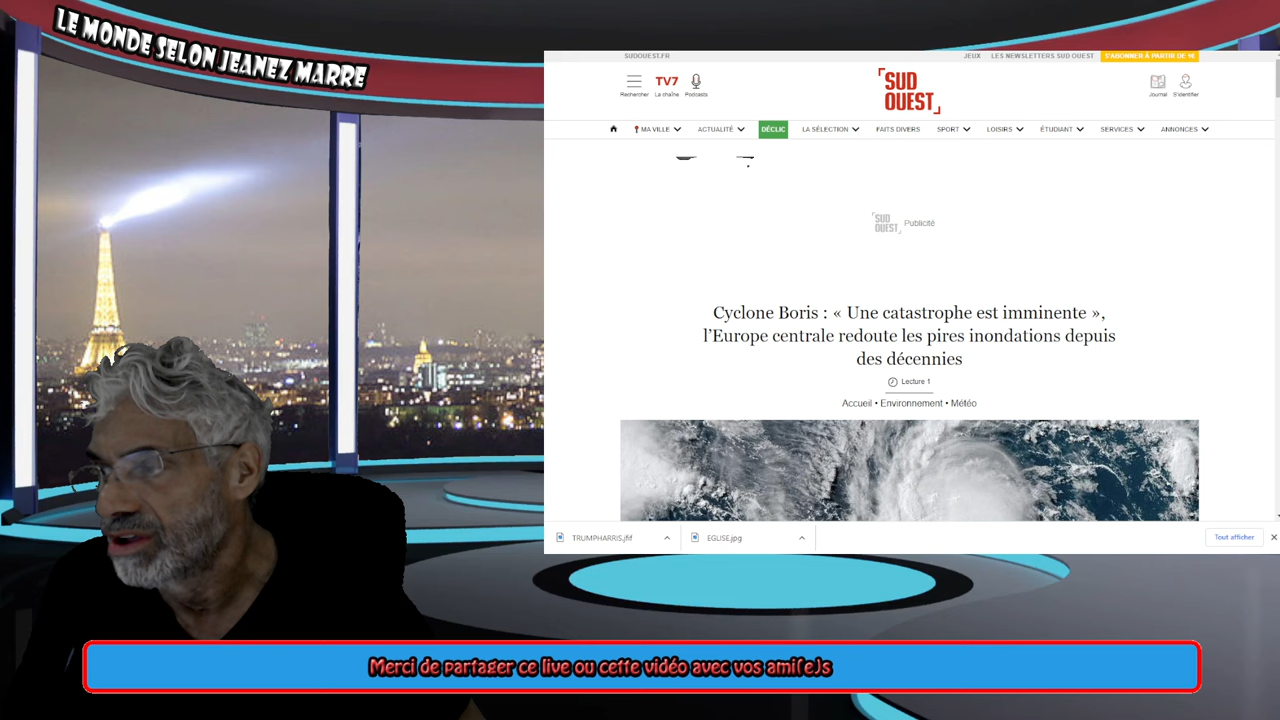 LE MONDE SELON JEANEZ MARRE
SUDOUEST.FR
JEUX LES NEWSLETTERS SUD OUEST S'ABONNER À PARTIR DE 1€
TV7
SUD OUEST
Rechercher La chaîne Podcasts
Journal S'identifier
MA VILLE ACTUALITÉ DÉCLIC LA SÉLECTION FAITS DIVERS SPORT LOISIRS ÉTUDIANT SERVICES ANNONCES
SUD OUEST Publicité
Cyclone Boris : « Une catastrophe est imminente »,
l'Europe centrale redoute les pires inondations depuis
des décennies
Lecture 1
Accueil • Environnement • Météo
TRUMPHARRIS.jfif EGLISE.jpg Tout afficher
Merci de partager ce live ou cette vidéo avec vos ami(e)s